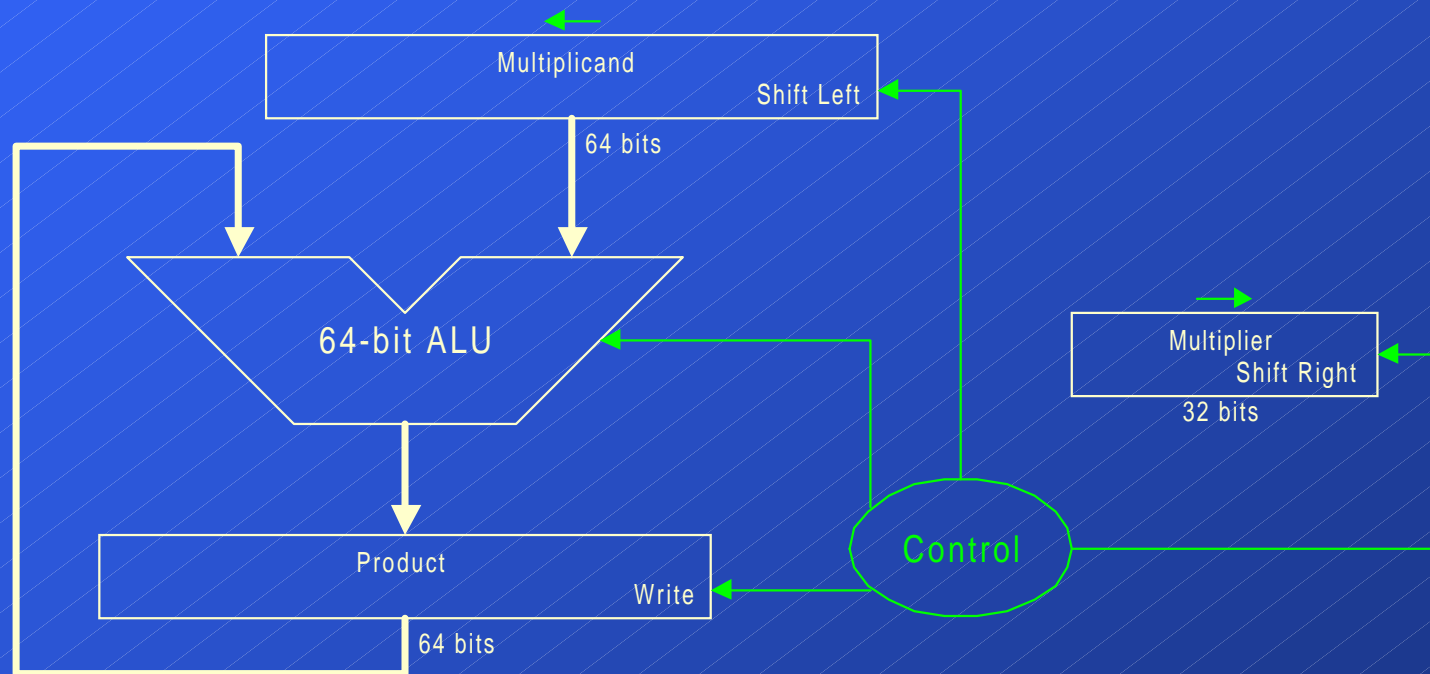 Multiplicand
Shift Left
64 bits
64-bit ALU
Multiplier
Shift Right
32 bits
Control
Product
Write
64 bits